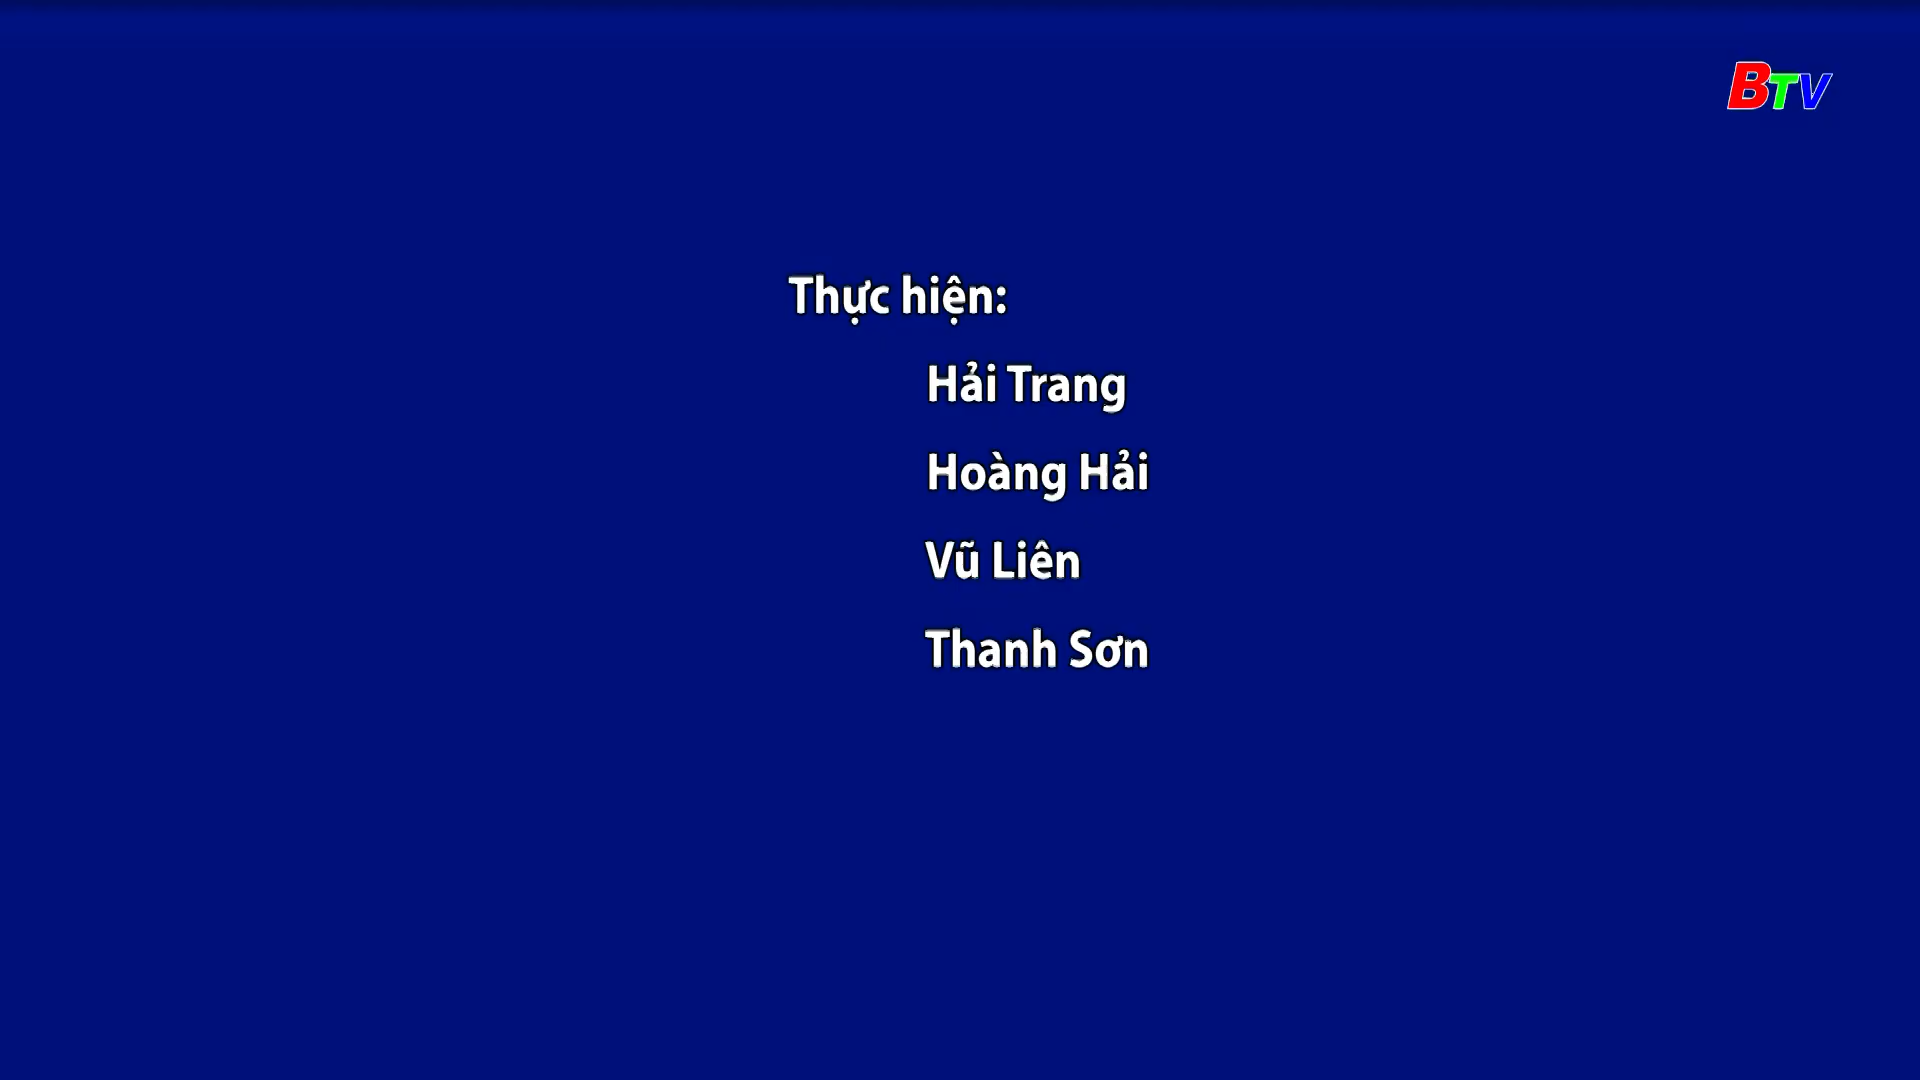 BTV
Thực hiện:
Hải Trang
Hoàng Hải
Vũ Liên
Thanh Sơn